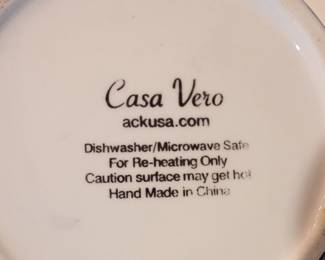 Casa Vero
ackusa.com
Dishwasher/Microwave Safe
For Re-heating Only
Caution surface may get hot
Hand Made in China